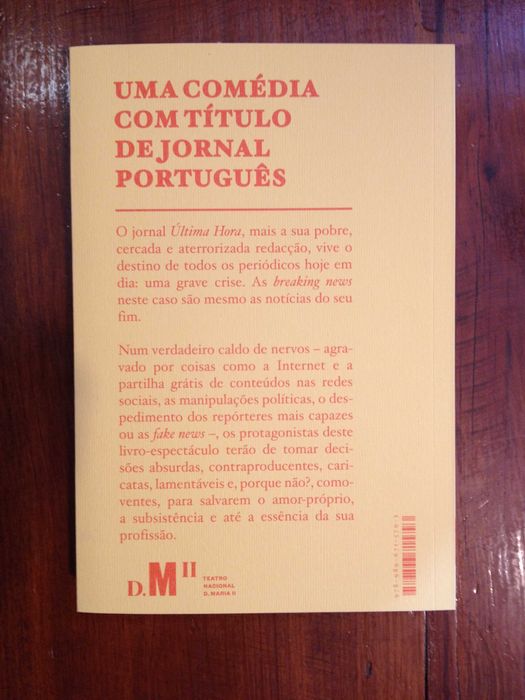 UMA COMÉDIA
COM TÍTULO
DE JORNAL
PORTUGUÊS
O jornal Última Hora, mais a sua pobre,
cercada e aterrorizada redacção, vive o
destino de todos os periódicos hoje em
dia: uma grave crise. As breaking news
neste caso são mesmo as notícias do seu
fim.
Num verdadeiro caldo de nervos – agra-
vado por coisas como a Internet e a
partilha grátis de conteúdos nas redes
sociais, as manipulações políticas, o des-
pedimento dos repórteres mais capazes
ou as fake news –, os protagonistas deste
livro-espectáculo terão de tomar deci-
sões absurdas, contraproducentes, cari-
catas, lamentáveis e, porque não?, como-
ventes, para salvarem o amor-próprio,
a subsistência e até a essência da sua
profissão.
D.M II
TEATRO
NACIONAL
D. MARIA II